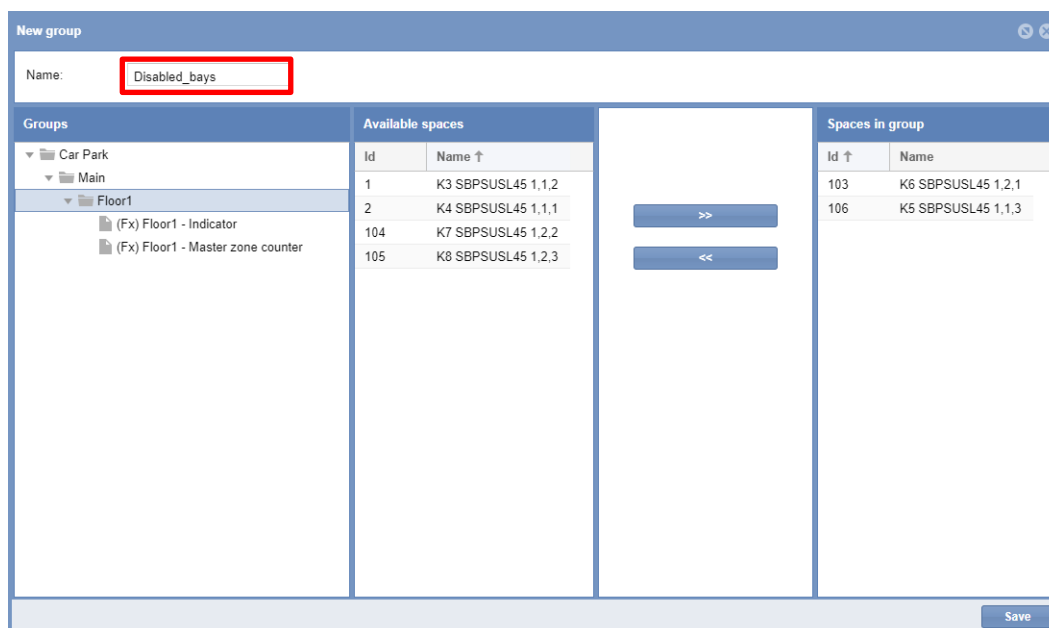 New group
Name:
Disabled_bays
Groups
Car Park
Main
Floor1
(Fx) Floor1 - Indicator
(Fx) Floor1 - Master zone counter
Available spaces
Id Name ↑
1 K3 SBPSUSL45 1,1,2
2 K4 SBPSUSL45 1,1,1
104 K7 SBPSUSL45 1,2,2
105 K8 SBPSUSL45 1,2,3
>>
<<
Spaces in group
Id ↑ Name
103 K6 SBPSUSL45 1,2,1
106 K5 SBPSUSL45 1,1,3
Save